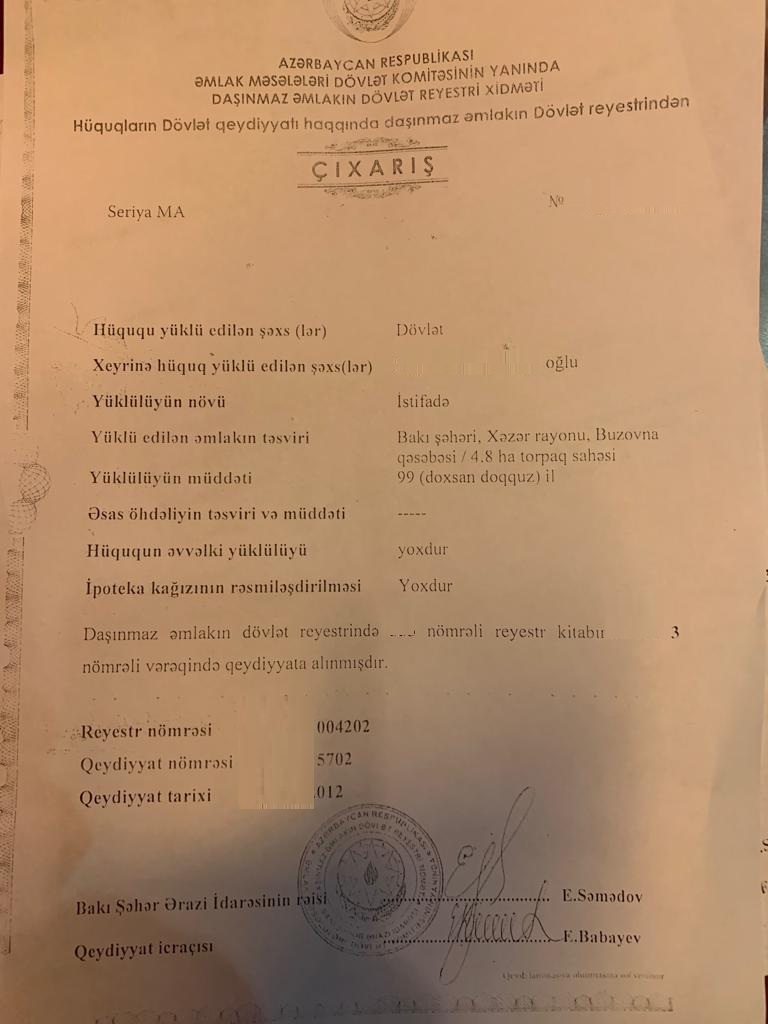 AZƏRBAYCAN RESPUBLİKASI
ƏMLAK MƏSƏLƏLƏRİ DÖVLƏT KOMİTƏSİNİN YANINDA
DAŞINMAZ ƏMLAKIN DÖVLƏT REYESTRİ XİDMƏTİ
Hüquqların Dövlət qeydiyyatı haqqında daşınmaz əmlakın Dövlət reyestrindən
ÇIXARIŞ
Seriya MA №
Hüququ yüklü edilən şəxs (lər) Dövlət
Xeyrinə hüquq yüklü edilən şəxs(lər) oğlu
Yüklülüyün növü İstifadə
Yüklü edilən əmlakın təsviri Bakı şəhəri, Xəzər rayonu, Buzovna
qəsəbəsi / 4.8 ha torpaq sahəsi
Yüklülüyün müddəti 99 (doxsan doqquz) il
Əsas öhdəliyin təsviri və müddəti -----
Hüququn əvvəlki yüklülüyü yoxdur
İpoteka kağızının rəsmiləşdirilməsi Yoxdur
Daşınmaz əmlakın dövlət reyestrində nömrəli reyestr kitabın 3
nömrəli vərəqində qeydiyyata alınmışdır.
Reyestr nömrəsi 004202
Qeydiyyat nömrəsi 5702
Qeydiyyat tarixi 012
AZƏRBAYCAN RESPUBLİKASI
Bakı Şəhər Ərazi İdarəsinin rəisi E.Səmədov
Qeydiyyat icraçısı E.Babayev